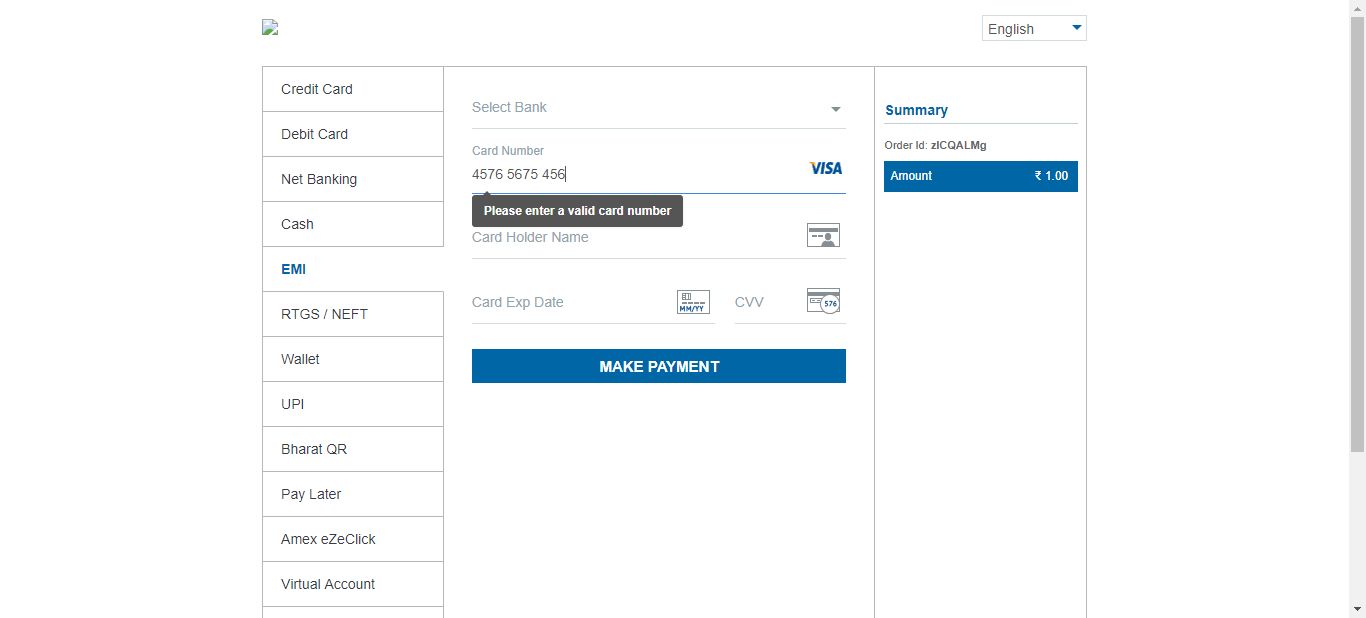 English
Credit Card
Debit Card
Net Banking
Cash
EMI
RTGS / NEFT
Wallet
UPI
Bharat QR
Pay Later
Amex eZeClick
Virtual Account
Select Bank
Card Number
4576 5675 456
VISA
Please enter a valid card number
Card Holder Name
Card Exp Date
MM/YY
CVV
576
MAKE PAYMENT
Summary
Order Id: zICQALMg
Amount ₹ 1.00